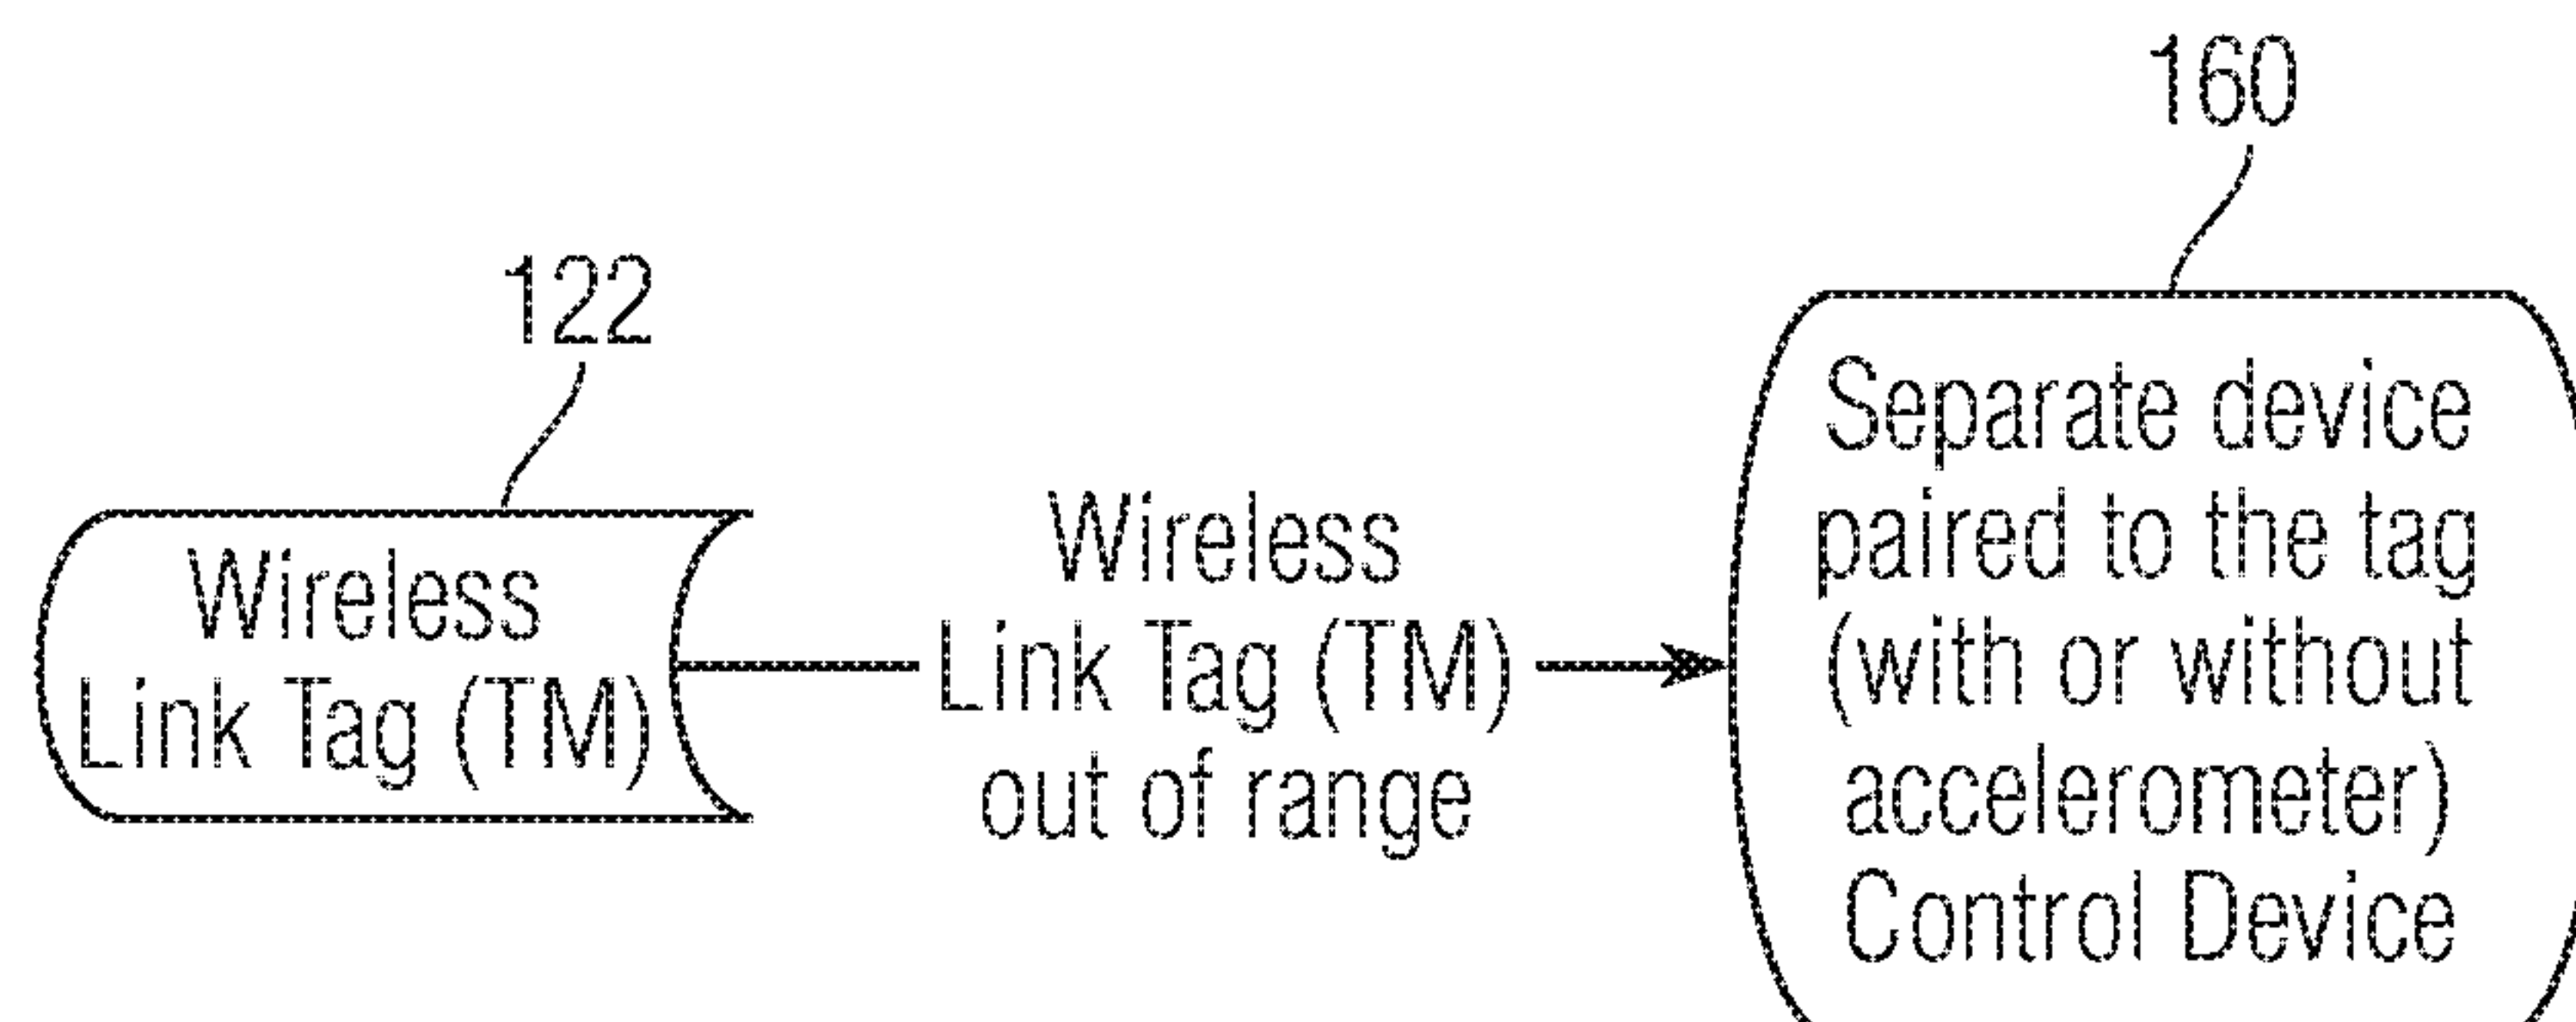 122
Wireless
Link Tag (TM)
Wireless
Link Tag (TM)
out of range
160
Separate device
paired to the tag
(with or without
accelerometer)
Control Device